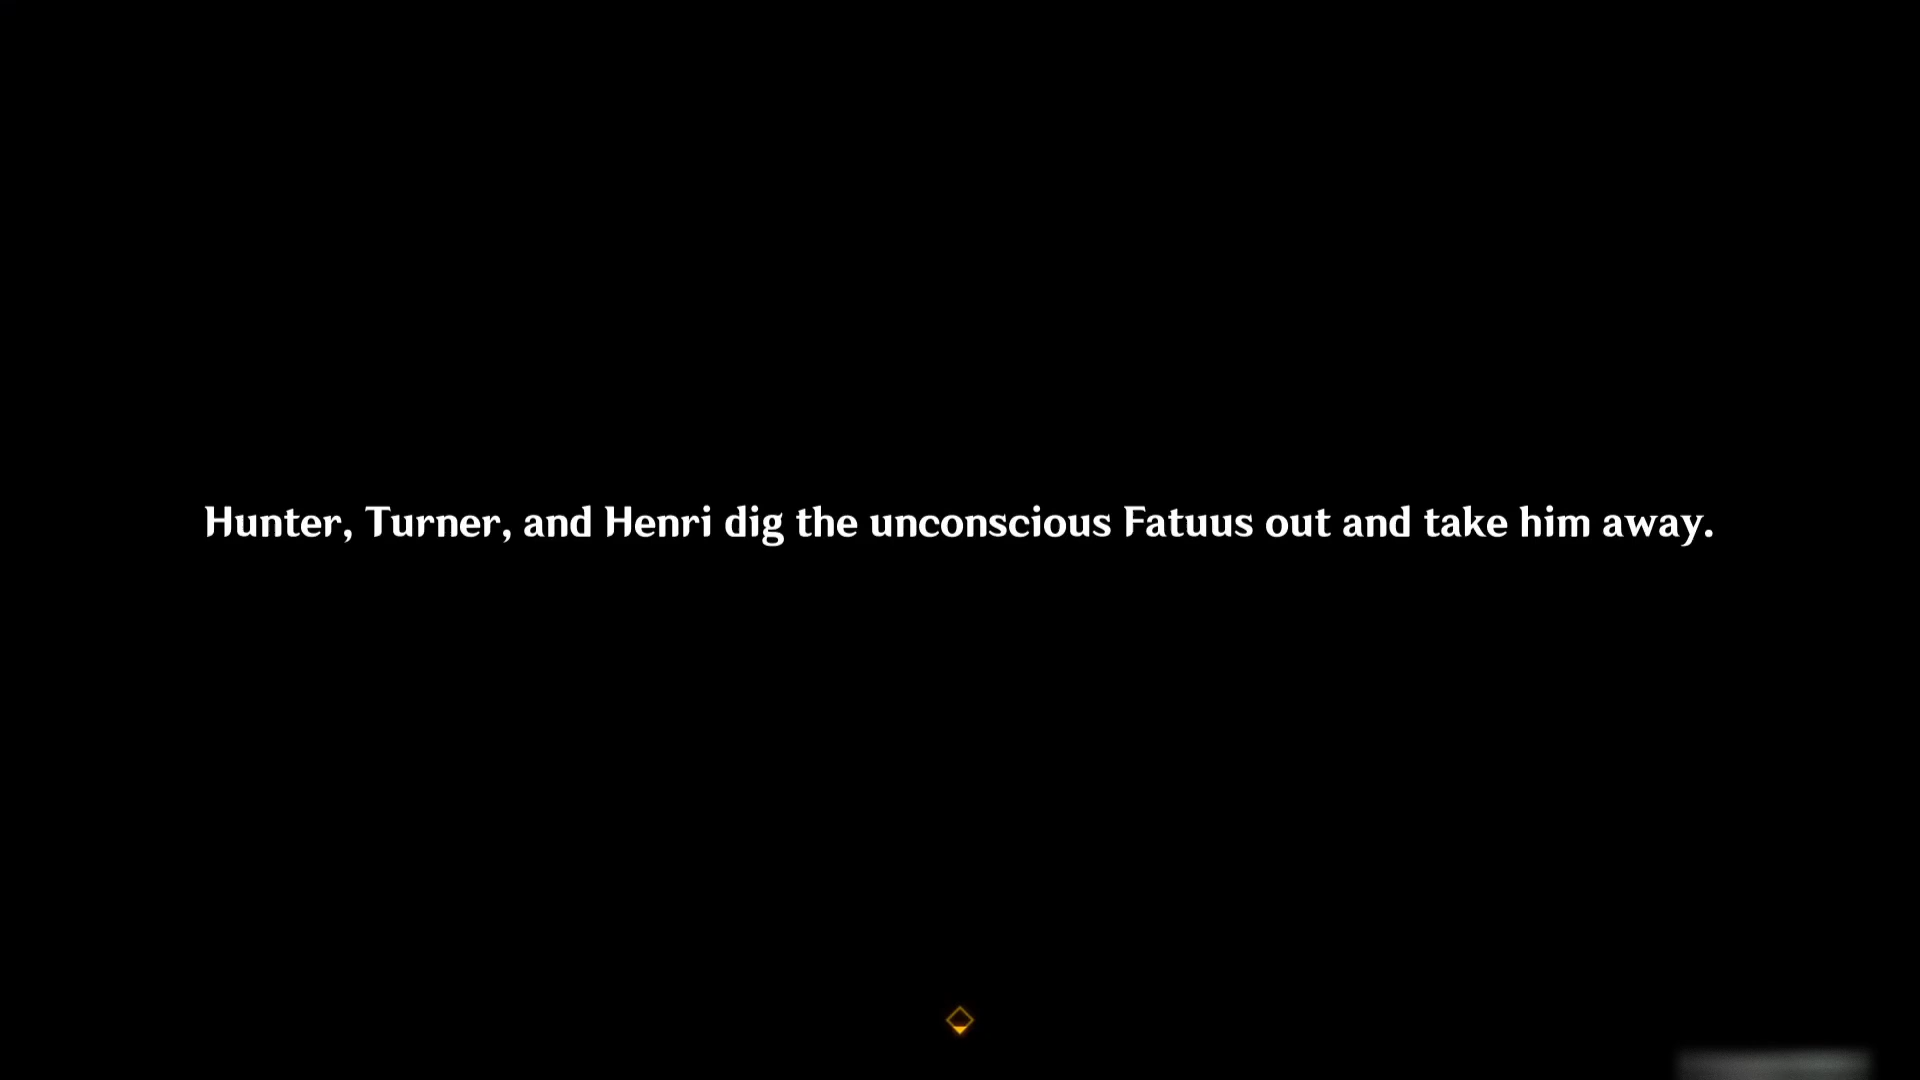 Hunter, Turner, and Henri dig the unconscious Fatuus out and take him away.